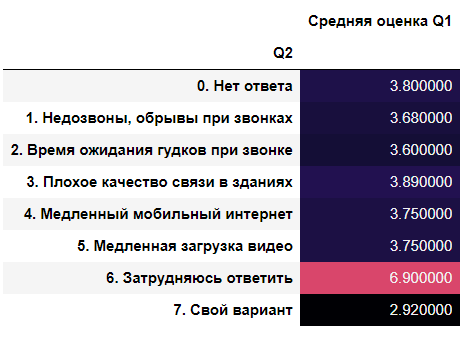 Средняя оценка Q1
Q2
0. Нет ответа 3.800000
1. Недозвоны, обрывы при звонках 3.680000
2. Время ожидания гудков при звонке 3.600000
3. Плохое качество связи в зданиях 3.890000
4. Медленный мобильный интернет 3.750000
5. Медленная загрузка видео 3.750000
6. Затрудняюсь ответить 6.900000
7. Свой вариант 2.920000